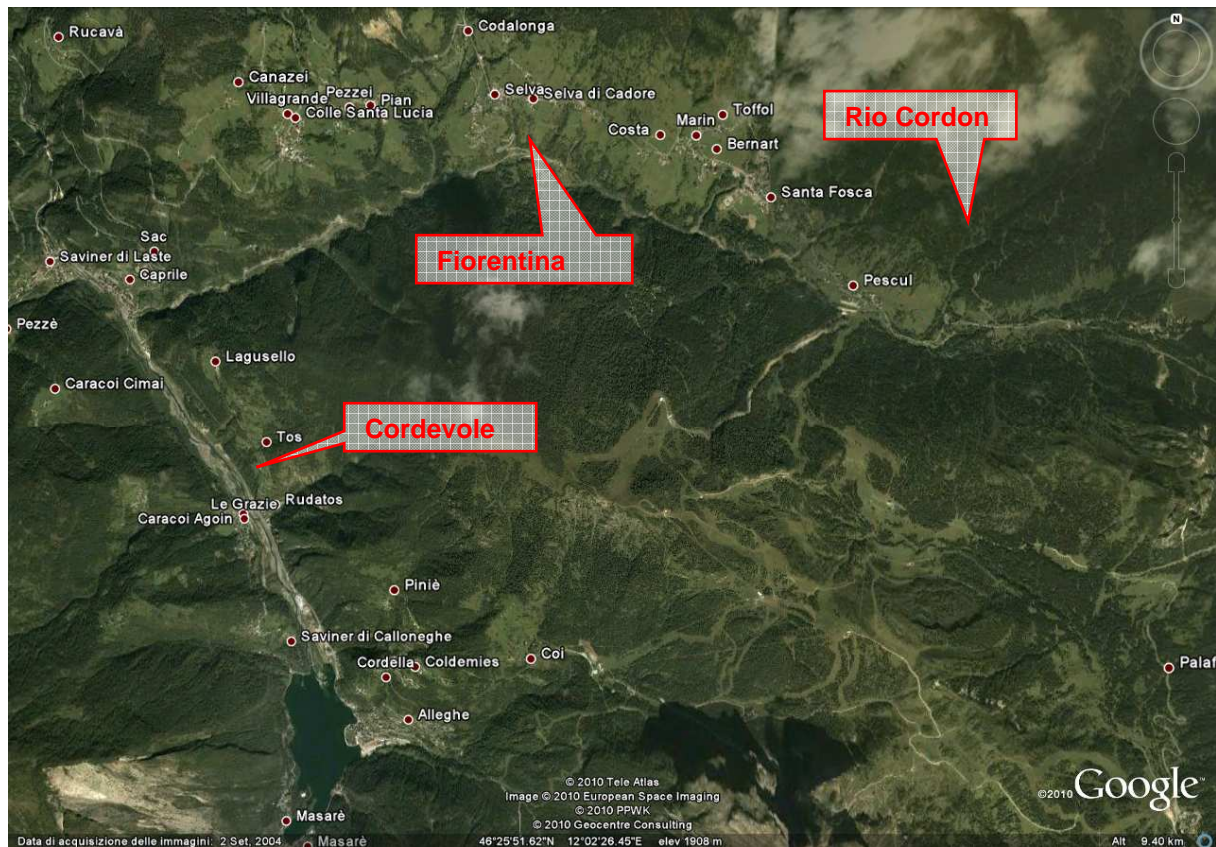 Rucavà
Codalonga
N
Canazei
Pezzei
Pian
Villagrande
Colle Santa Lucia
Selva
Selva di Cadore
Toffol
Marin
Costa
Bernart
Rio Cordon
Santa Fosca
Sac
Saviner di Laste
Caprile
Fiorentina
Pescul
Pezzè
Lagusello
Caracoi Cimai
Cordevole
Tos
Le Grazie
Rudatos
Caracoi Agoin
Piniè
Saviner di Calloneghe
Cordella
Coldemies
Coi
Palaf
Alleghe
© 2010 Tele Atlas
Image © 2010 European Space Imaging
© 2010 PPWK
© 2010 Geocentre Consulting
©2010 Google™
Masarè
Masarè
Data di acquisizione delle immagini: 2 Set, 2004
46°25'51.62"N 12°02'26.45"E elev 1908 m
Alt 9.40 km